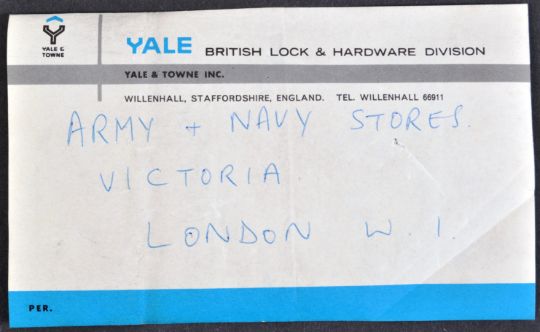 YALE & TOWNE
YALE BRITISH LOCK & HARDWARE DIVISION
YALE & TOWNE INC.
WILLENHALL, STAFFORDSHIRE, ENGLAND. TEL. WILLENHALL 66911
ARMY + NAVY STORES.
VICTORIA
LONDON W. 1.
PER.